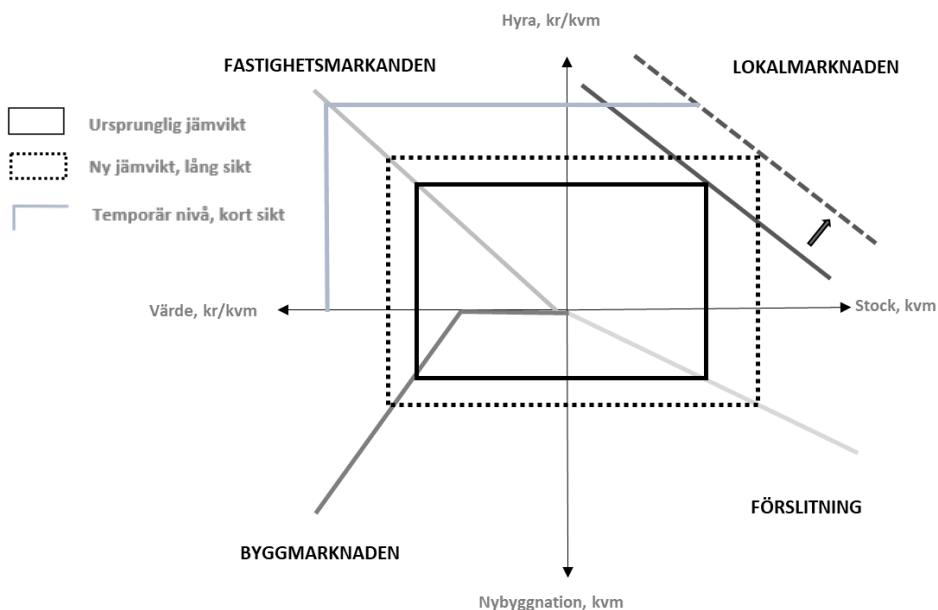 Hyra, kr/kvm
FASTIGHETSMARKANDEN
LOKALMARKNADEN
Ursprunglig jämvikt
Ny jämvikt, lång sikt
Temporär nivå, kort sikt
Värde, kr/kvm
Stock, kvm
FÖRSLITNING
BYGGMARKNADEN
Nybyggnation, kvm